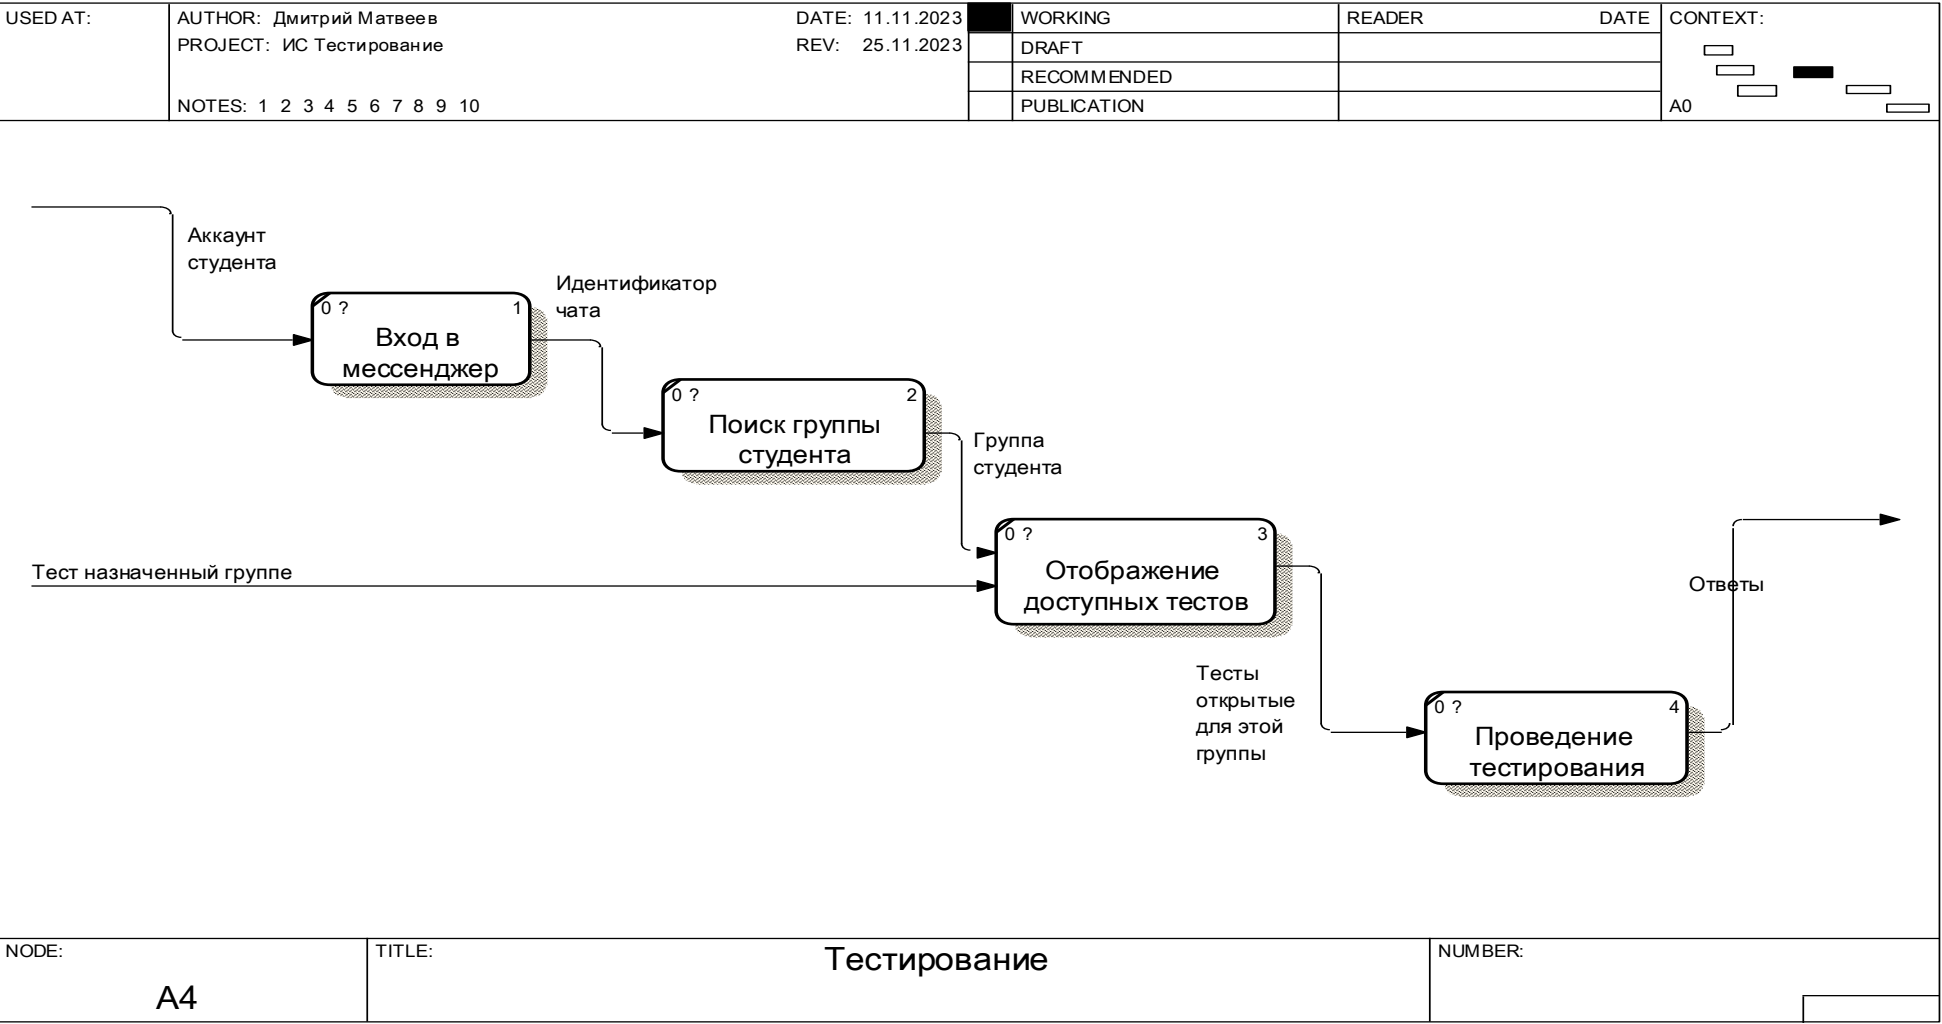 USED AT:
AUTHOR: Дмитрий Матвеев
DATE: 11.11.2023
PROJECT: ИС Тестирование
REV: 25.11.2023
NOTES: 1 2 3 4 5 6 7 8 9 10
WORKING
DRAFT
RECOMMENDED
PUBLICATION
READER
DATE
CONTEXT:
A0
Аккаунт
студента
0 ?
1
Вход в
мессенджер
Идентификатор
чата
0 ?
2
Поиск группы
студента
Группа
студента
Тест назначенный группе
0 ?
3
Отображение
доступных тестов
Тесты
открытые
для этой
группы
0 ?
4
Проведение
тестирования
Ответы
NODE:
A4
TITLE:
Тестирование
NUMBER: